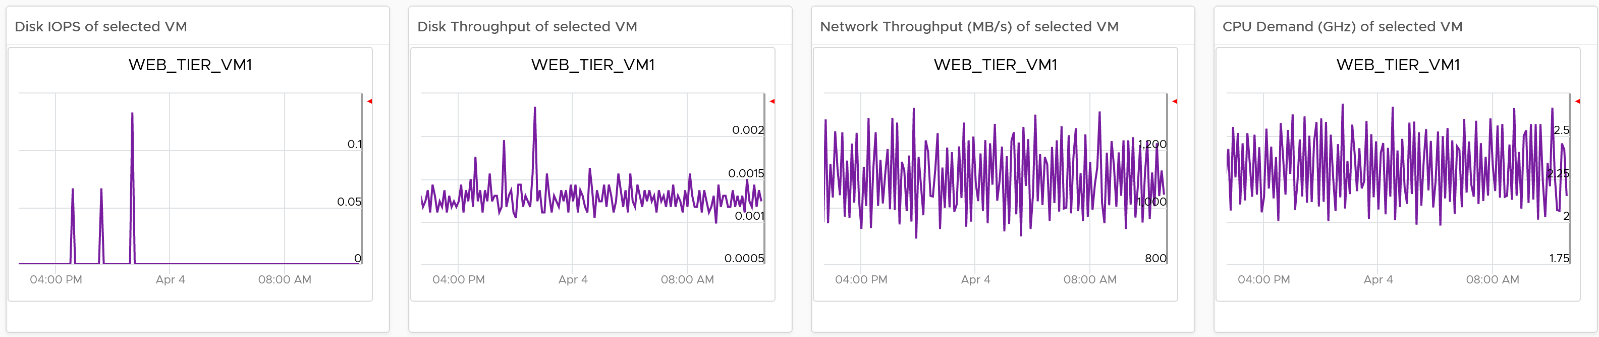 Disk IOPS of selected VM
WEB_TIER_VM1
0.1
0.05
0
04:00 PM Apr 4 08:00 AM
Disk Throughput of selected VM
WEB_TIER_VM1
0.002
0.0015
0.001
0.0005
04:00 PM Apr 4 08:00 AM
Network Throughput (MB/s) of selected VM
WEB_TIER_VM1
1,200
1,000
800
04:00 PM Apr 4 08:00 AM
CPU Demand (GHz) of selected VM
WEB_TIER_VM1
2.5
2.25
2
1.75
04:00 PM Apr 4 08:00 AM